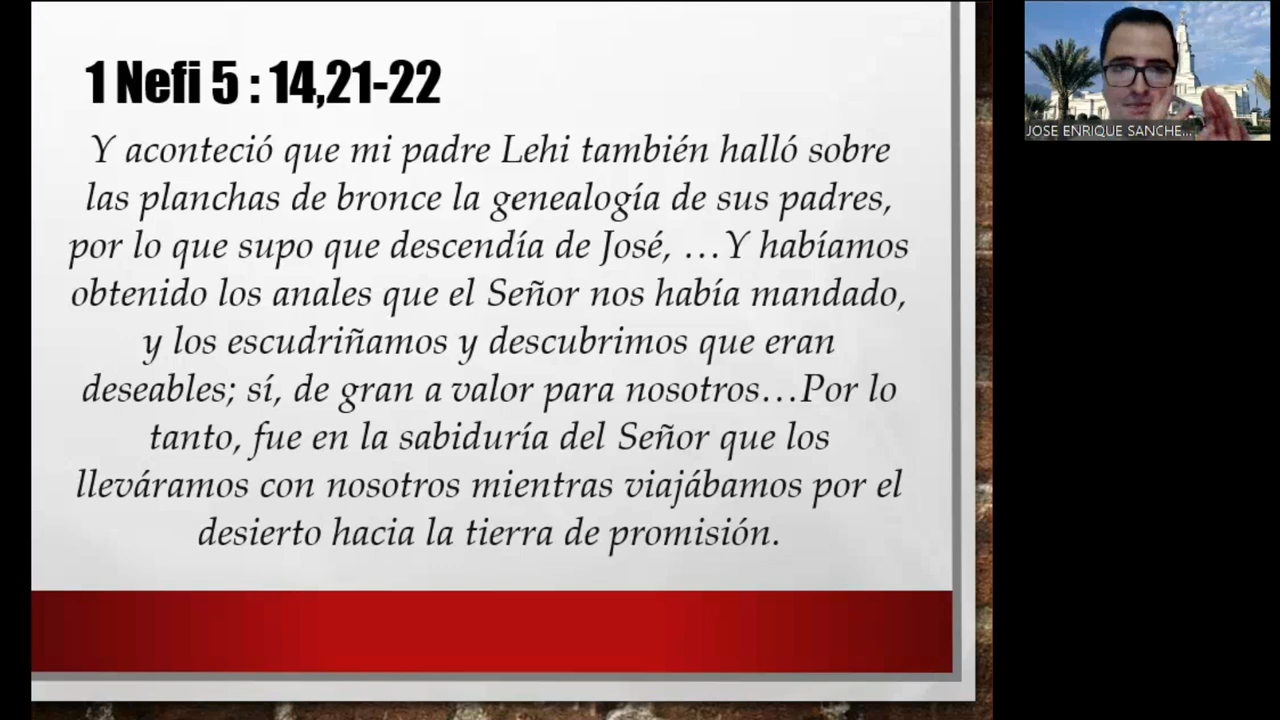 1 Nefi 5 : 14,21-22
Y aconteció que mi padre Lehi también halló sobre
las planchas de bronce la genealogía de sus padres,
por lo que supo que descendía de José, …Y habíamos
obtenido los anales que el Señor nos había mandado,
y los escudriñamos y descubrimos que eran
deseables; sí, de gran a valor para nosotros…Por lo
tanto, fue en la sabiduría del Señor que los
lleváramos con nosotros mientras viajábamos por el
desierto hacia la tierra de promisión.
JOSE ENRIQUE SANCHE...